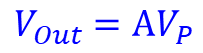 V_Out = AV_P